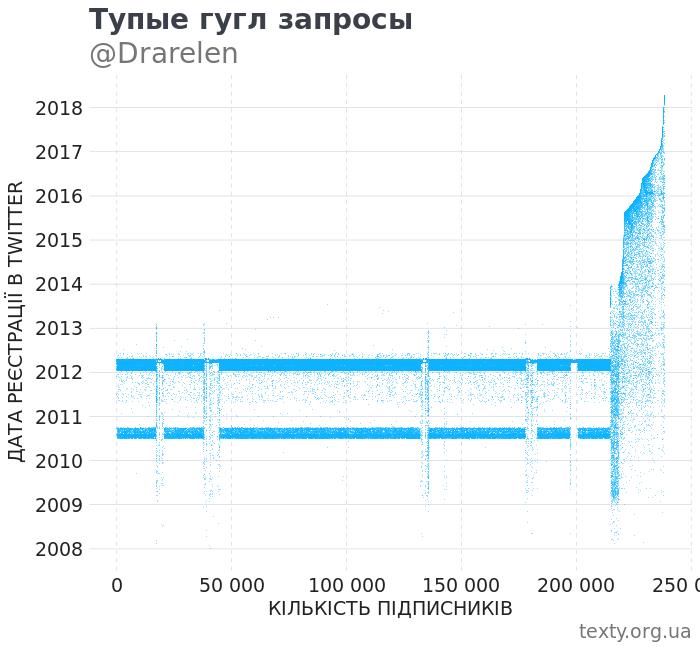 Тупые гугл запросы
@Drarelen
ДАТА РЕЄСТРАЦІЇ В TWITTER
2018
2017
2016
2015
2014
2013
2012
2011
2010
2009
2008
0 50 000 100 000 150 000 200 000 250 0
КІЛЬКІСТЬ ПІДПИСНИКІВ
texty.org.ua